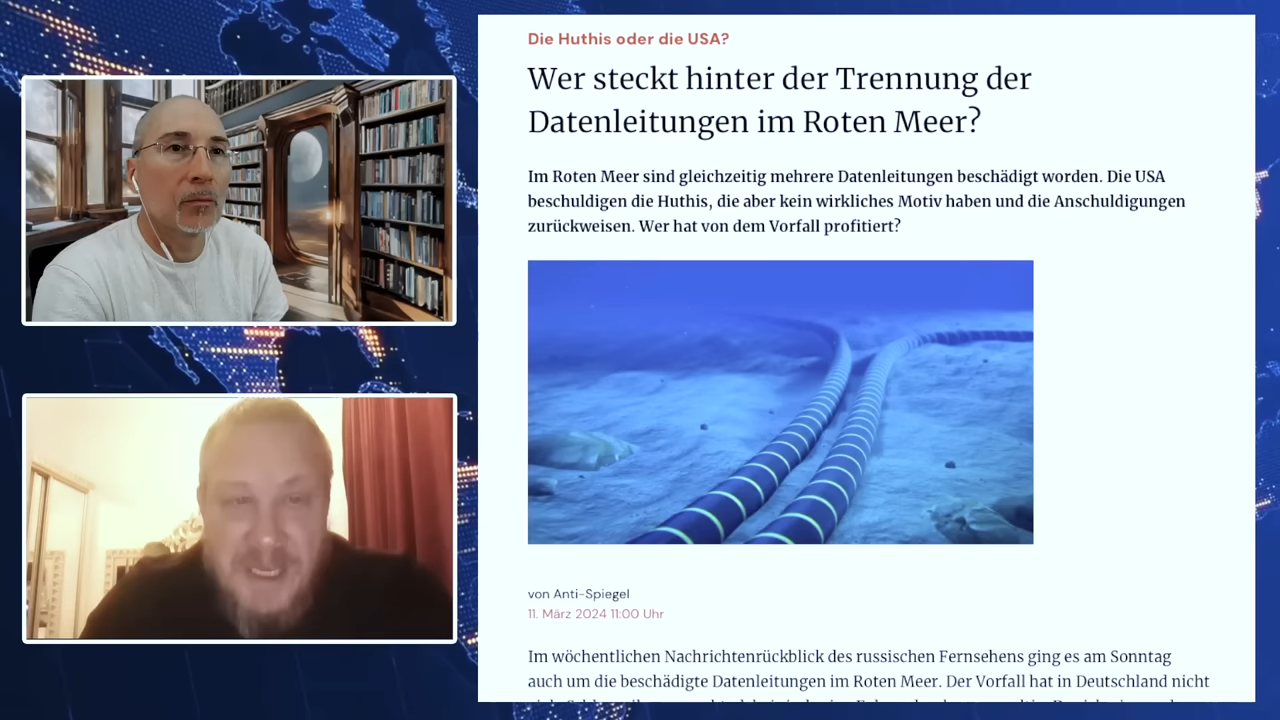 Die Huthis oder die USA?
Wer steckt hinter der Trennung der
Datenleitungen im Roten Meer?
Im Roten Meer sind gleichzeitig mehrere Datenleitungen beschädigt worden. Die USA
beschuldigen die Huthis, die aber kein wirkliches Motiv haben und die Anschuldigungen
zurückweisen. Wer hat von dem Vorfall profitiert?
von Anti-Spiegel
11. März 2024 11:00 Uhr
Im wöchentlichen Nachrichtenrückblick des russischen Fernsehens ging es am Sonntag
auch um die beschädigte Datenleitungen im Roten Meer. Der Vorfall hat in Deutschland nicht